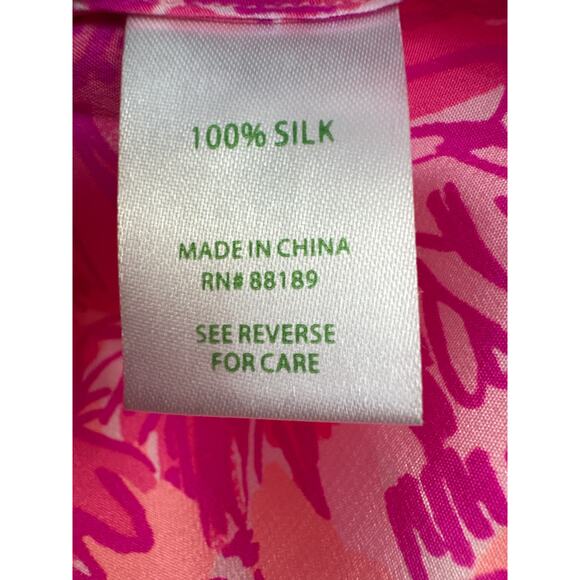 100% SILK
MADE IN CHINA
RN# 88189
SEE REVERSE
FOR CARE